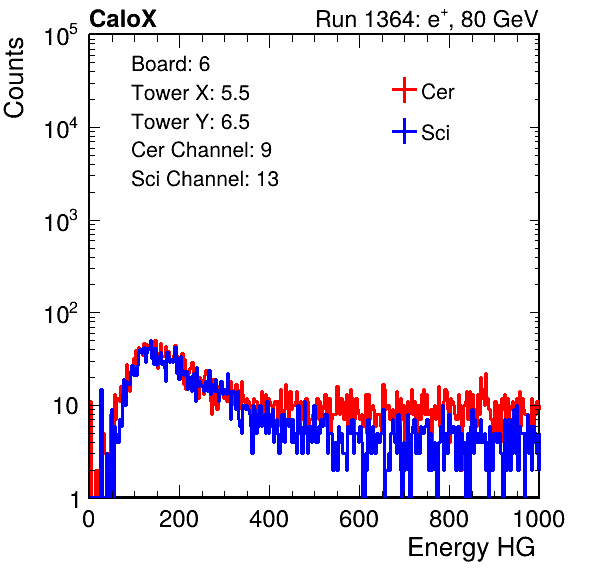 CaloX Run 1364: e⁺, 80 GeV
Counts
10⁵
10⁴
10³
10²
10
1
Board: 6
Tower X: 5.5
Tower Y: 6.5
Cer Channel: 9
Sci Channel: 13
Cer
Sci
0 200 400 600 800 1000
Energy HG